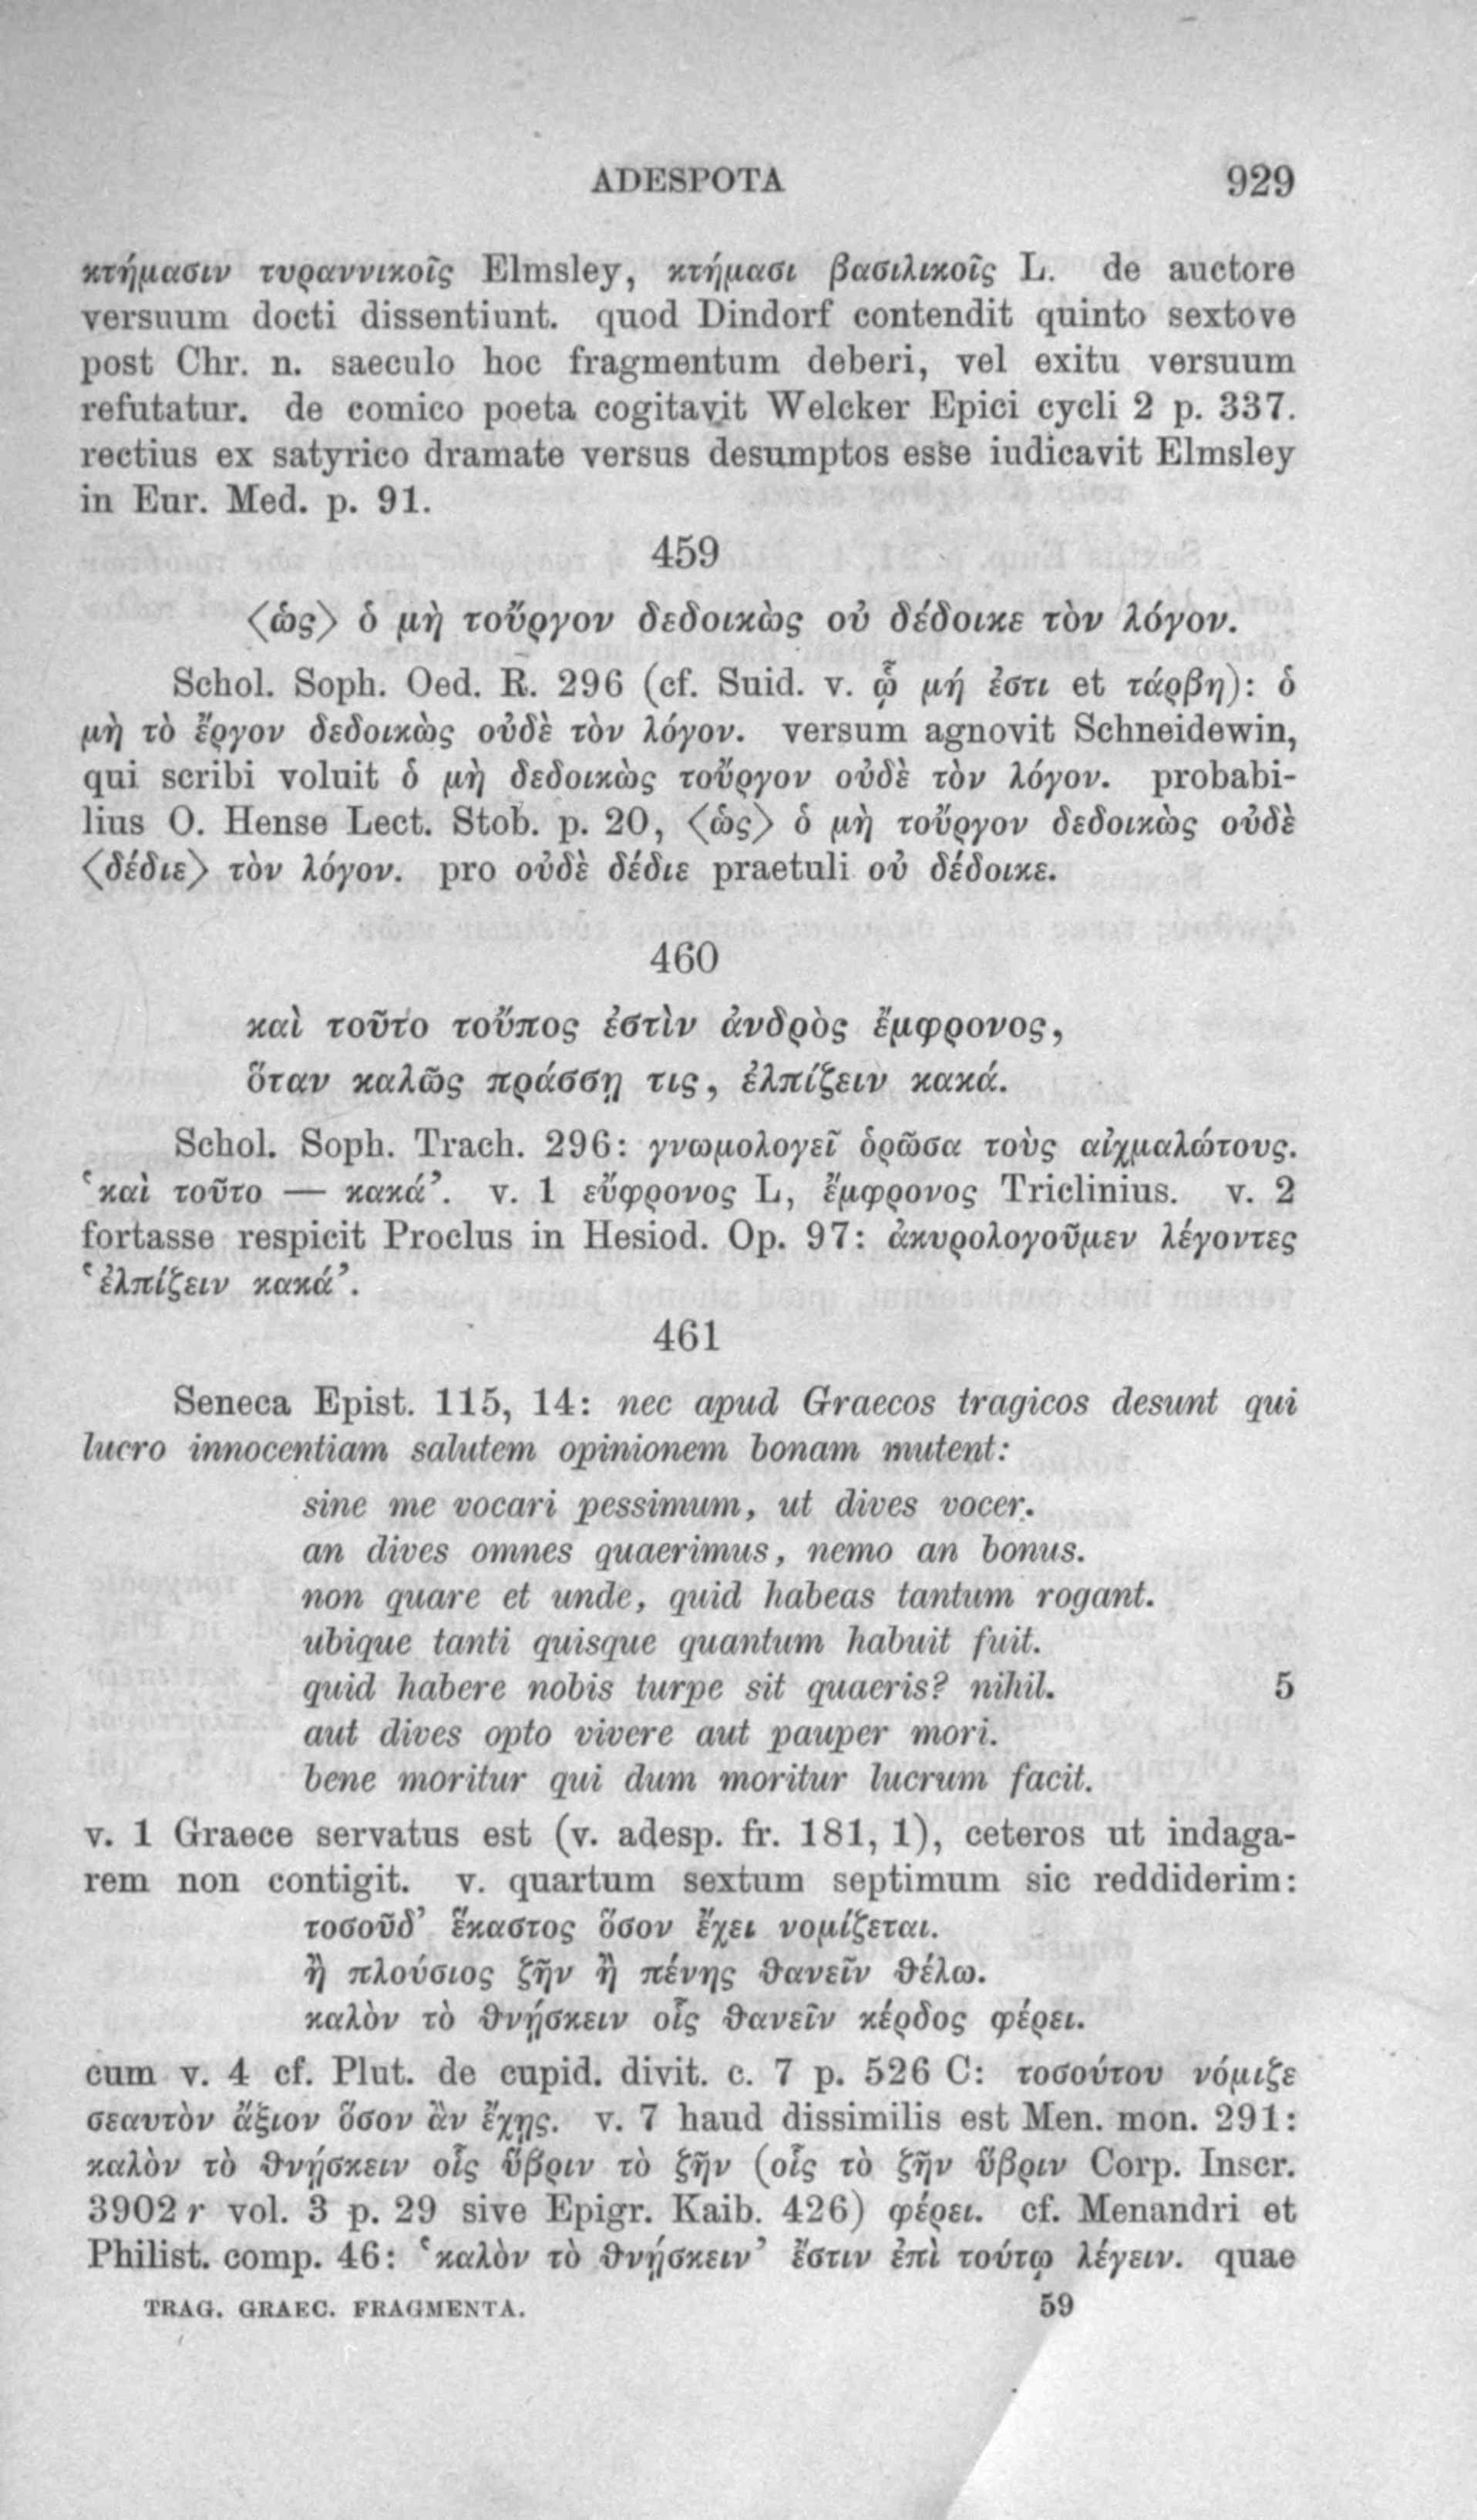 ADESPOTA 929
κτήμασιν τυραννικοῖς Elmsley, κτήμασι βασιλικοῖς L. de auctore
versuum docti dissentiunt. quod Dindorf contendit quinto sextove
post Chr. n. saeculo hoc fragmentum deberi, vel exitu versuum
refutatur. de comico poeta cogitavit Welcker Epici cycli 2 p. 337.
rectius ex satyrico dramate versus desumptos esse iudicavit Elmsley
in Eur. Med. p. 91.
459
⟨ὡς⟩ ὁ μὴ τοὔργον δεδοικὼς οὐ δέδοικε τὸν λόγον.
Schol. Soph. Oed. R. 296 (cf. Suid. v. ᾧ μή ἐστι et τάρβη): ὁ
μὴ τὸ ἔργον δεδοικὼς οὐδὲ τὸν λόγον. versum agnovit Schneidewin,
qui scribi voluit ὁ μὴ δεδοικὼς τοὔργον οὐδὲ τὸν λόγον. probabi-
lius O. Hense Lect. Stob. p. 20, ⟨ὡς⟩ ὁ μὴ τοὔργον δεδοικὼς οὐδὲ
⟨δέδιε⟩ τὸν λόγον. pro οὐδὲ δέδιε praetuli οὐ δέδοικε.
460
καὶ τοῦτο τοὔπος ἐστὶν ἀνδρὸς ἔμφρονος,
ὅταν καλῶς πράσσῃ τις, ἐλπίζειν κακά.
Schol. Soph. Trach. 296: γνωμολογεῖ ὁρῶσα τοὺς αἰχμαλώτους.
‘καὶ τοῦτο — κακά’. v. 1 εὔφρονος L, ἔμφρονος Triclinius. v. 2
fortasse respicit Proclus in Hesiod. Op. 97: ἀκυρολογοῦμεν λέγοντες
‘ἐλπίζειν κακά’.
461
Seneca Epist. 115, 14: nec apud Graecos tragicos desunt qui
lucro innocentiam salutem opinionem bonam mutent:
sine me vocari pessimum, ut dives vocer.
an dives omnes quaerimus, nemo an bonus.
non quare et unde, quid habeas tantum rogant.
ubique tanti quisque quantum habuit fuit.
quid habere nobis turpe sit quaeris? nihil. 5
aut dives opto vivere aut pauper mori.
bene moritur qui dum moritur lucrum facit.
v. 1 Graece servatus est (v. adesp. fr. 181, 1), ceteros ut indaga-
rem non contigit. v. quartum sextum septimum sic reddiderim:
τοσοῦδ’ ἕκαστος ὅσον ἔχει νομίζεται.
ἢ πλούσιος ζῆν ἢ πένης θανεῖν θέλω.
καλὸν τὸ θνῄσκειν οἷς θανεῖν κέρδος φέρει.
cum v. 4 cf. Plut. de cupid. divit. c. 7 p. 526 C: τοσούτου νόμιζε
σεαυτὸν ἄξιον ὅσον ἂν ἔχῃς. v. 7 haud dissimilis est Men. mon. 291:
καλὸν τὸ θνῄσκειν οἷς ὕβριν τὸ ζῆν (οἷς τὸ ζῆν ὕβριν Corp. Inscr.
3902 r vol. 3 p. 29 sive Epigr. Kaib. 426) φέρει. cf. Menandri et
Philist. comp. 46: ‘καλὸν τὸ θνῄσκειν’ ἔστιν ἐπὶ τούτῳ λέγειν. quae
TRAG. GRAEC. FRAGMENTA. 59